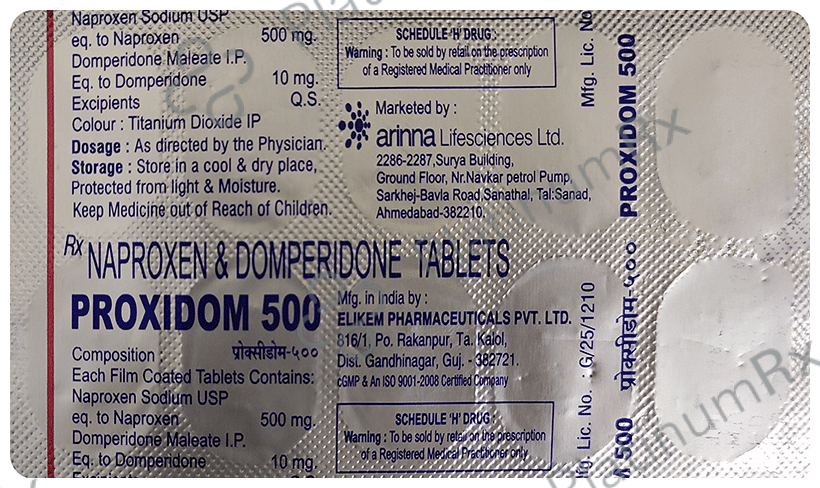 Naproxen Sodium USP
eq. to Naproxen 500 mg.
Domperidone Maleate I.P.
Eq. to Domperidone 10 mg.
Excipients Q.S.
Colour : Titanium Dioxide IP
Dosage : As directed by the Physician.
Storage : Store in a cool & dry place,
Protected from light & Moisture.
Keep Medicine out of Reach of Children.
SCHEDULE 'H' DRUG :
Warning : To be sold by retail on the prescription
of a Registered Medical Practitioner only
Marketed by :
arinna Lifesciences Ltd.
2286-2287,Surya Building,
Ground Floor, Nr.Navkar petrol Pump,
Sarkhej-Bavla Road,Sanathal, Tal:Sanad,
Ahmedabad-382210.
Rx NAPROXEN & DOMPERIDONE TABLETS
PROXIDOM 500
प्रोक्सीडोम-५००
Composition :
Each Film Coated Tablets Contains:
Naproxen Sodium USP
eq. to Naproxen 500 mg.
Domperidone Maleate I.P.
Eq. to Domperidone 10 mg.
Mfg. in India by :
ELIKEM PHARMACEUTICALS PVT. LTD.
816/1, Po. Rakanpur, Ta. Kalol,
Dist. Gandhinagar, Guj. - 382721.
cGMP & An ISO 9001-2008 Certified Company
SCHEDULE 'H' DRUG :
Warning : To be sold by retail on the prescription
of a Registered Medical Practitioner only
Mfg. Lic. No
fg. Lic. No. : G/25/1210
PROXIDOM 500
प्रोक्सीडोम-५००
M 500
PlatinumRx
PlatinumRx